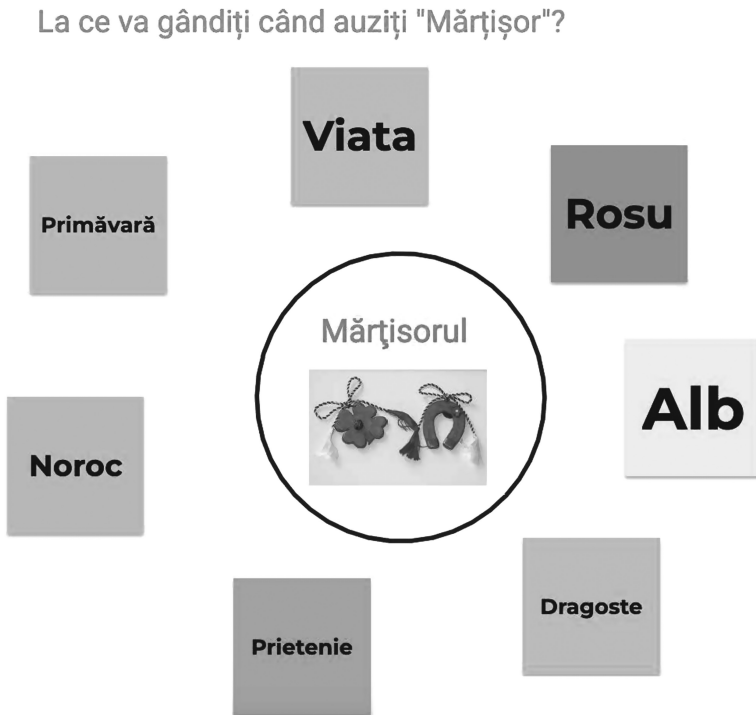 La ce va gândiți când auziți "Mărțișor"?
Viata
Primăvară
Rosu
Mărţisorul
Alb
Noroc
Dragoste
Prietenie